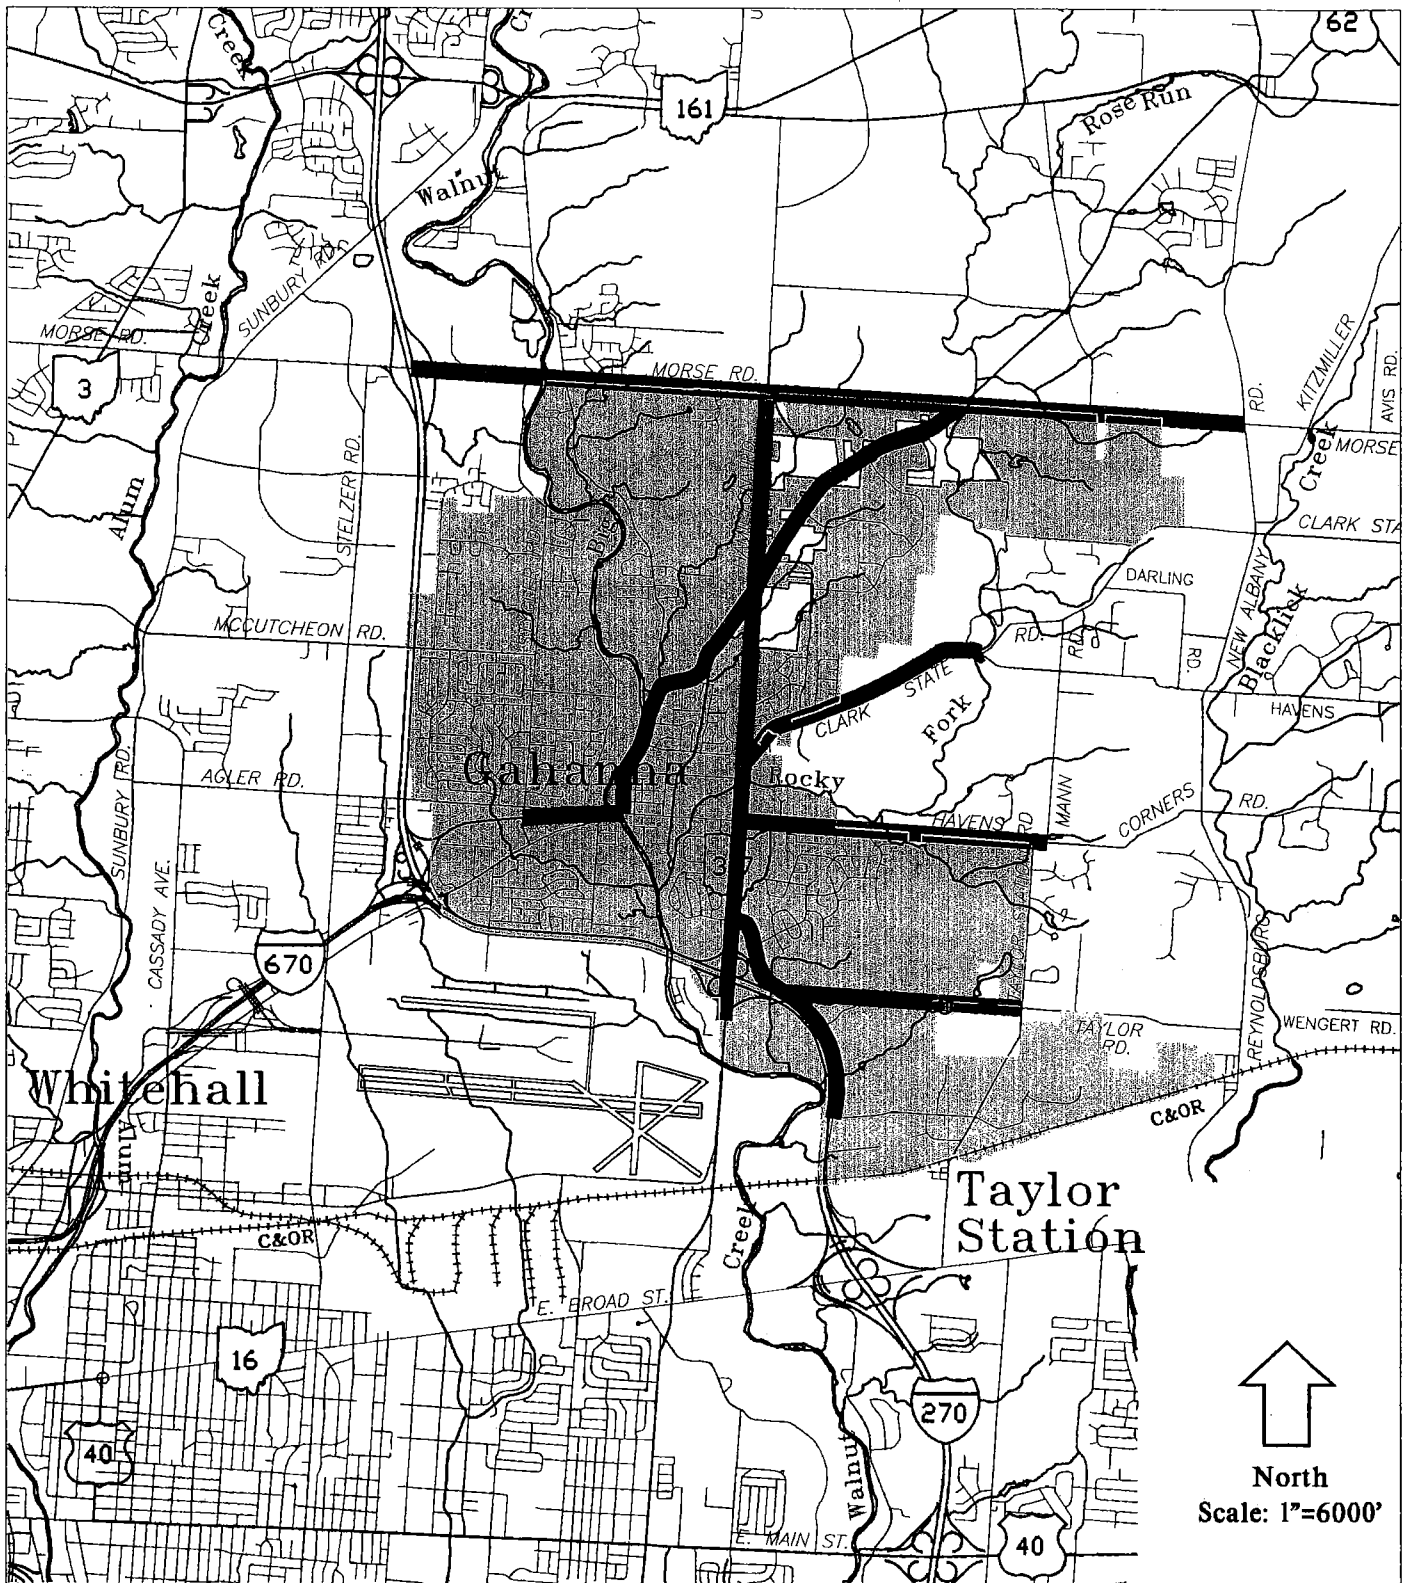 62
Creek
161
Rose Run
Walnut
SUNBURY RD.
Creek
MORSE RD.
3
MORSE RD.
RD.
KITZMILLER
AVIS RD.
MORSE
Creek
STELZER RD.
Alum
Big
CLARK STA
DARLING
NEW ALBANY
Blacklick
MCCUTCHEON RD.
RD.
RD.
RD.
STATE
CLARK
Fork
HAVENS
Gahanna
Rocky
AGLER RD.
SUNBURY RD.
MANN
CORNERS
RD.
HAVENS
RD
3
CASSADY AVE.
670
REYNOLDSBURG
TAYLOR
RD.
WENGERT RD.
Whitehall
Alum
C&OR
Taylor
Station
C&OR
Creek
E. BROAD ST.
16
270
40
Walnut
North
Scale: 1"=6000'
E. MAIN ST.
40